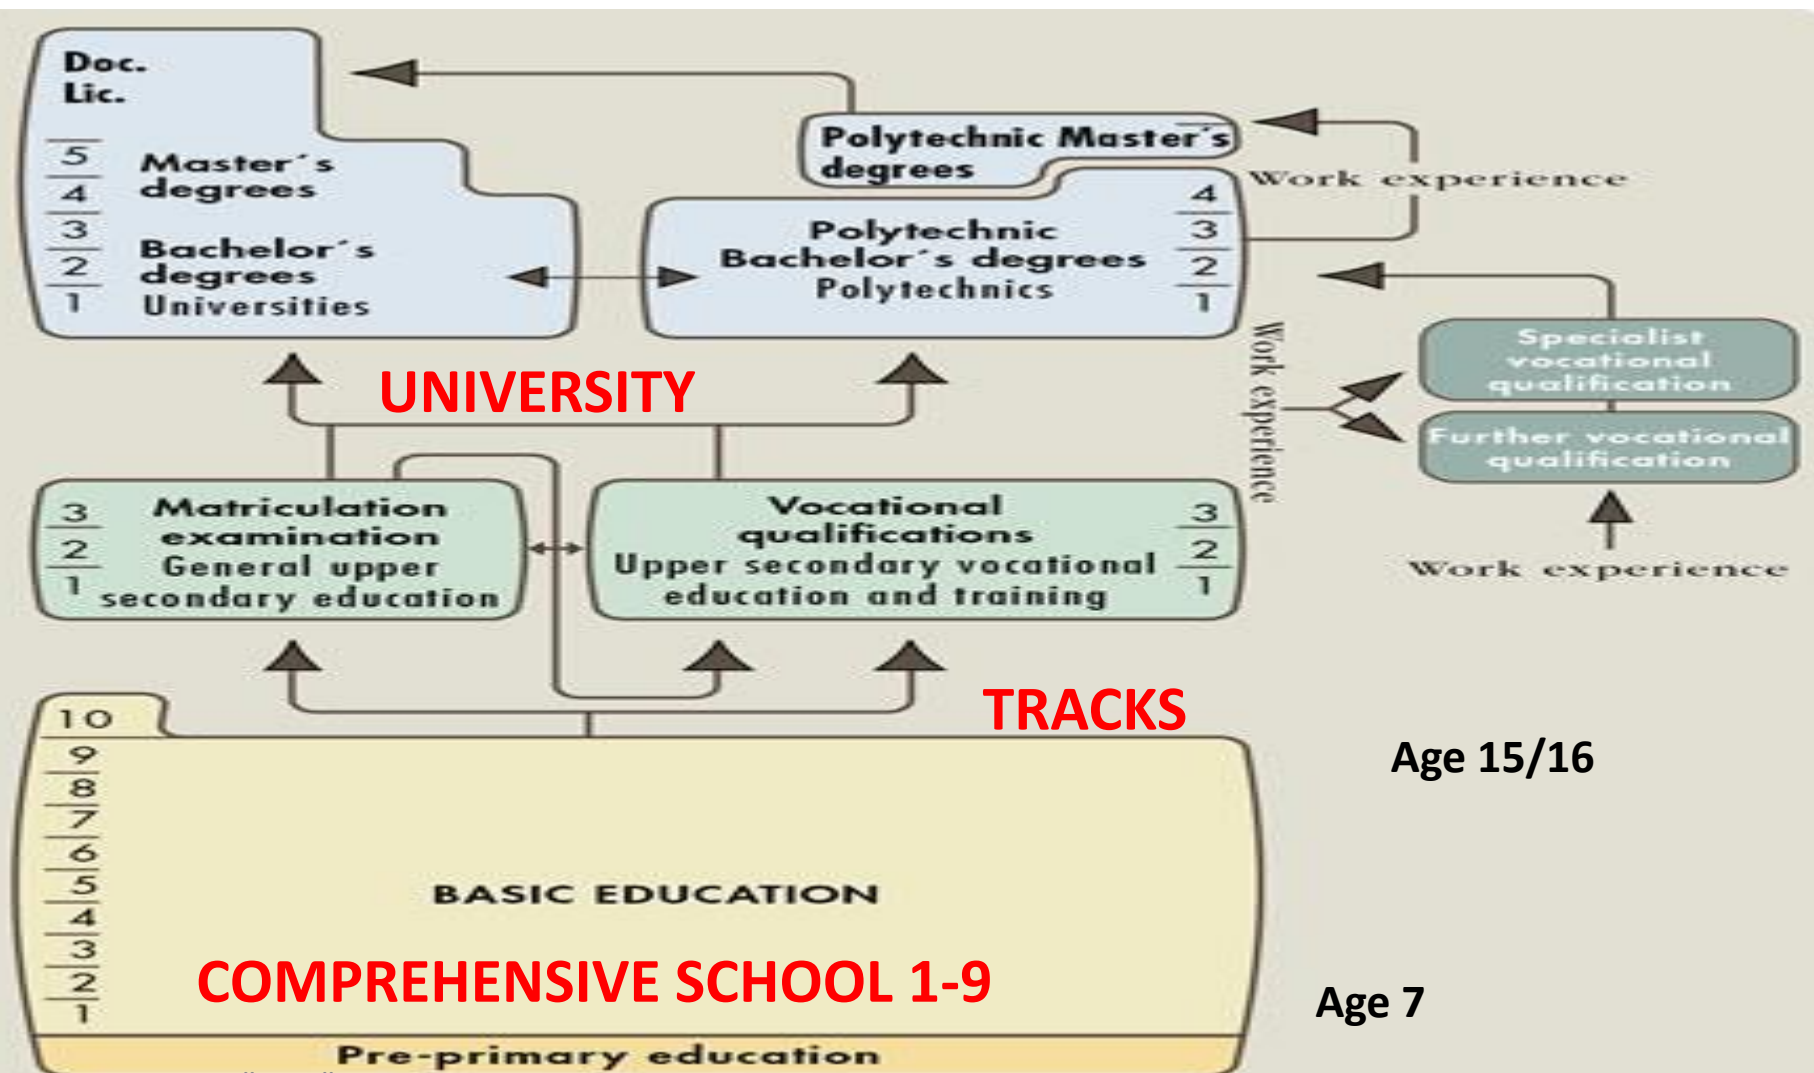 Doc.
Lic.
5
4
3
2
1
Master´s
degrees
Bachelor´s
degrees
Universities
Polytechnic Master´s
degrees
Work experience
Polytechnic
Bachelor´s degrees
Polytechnics
4
3
2
1
UNIVERSITY
Work experience
Specialist
vocational
qualification
Further vocational
qualification
Work experience
3
2
1
Matriculation
examination
General upper
secondary education
Vocational
qualifications
Upper secondary vocational
education and training
3
2
1
TRACKS
Age 15/16
10
9
8
7
6
5
4
3
2
1
BASIC EDUCATION
COMPREHENSIVE SCHOOL 1-9
Age 7
Pre-primary education